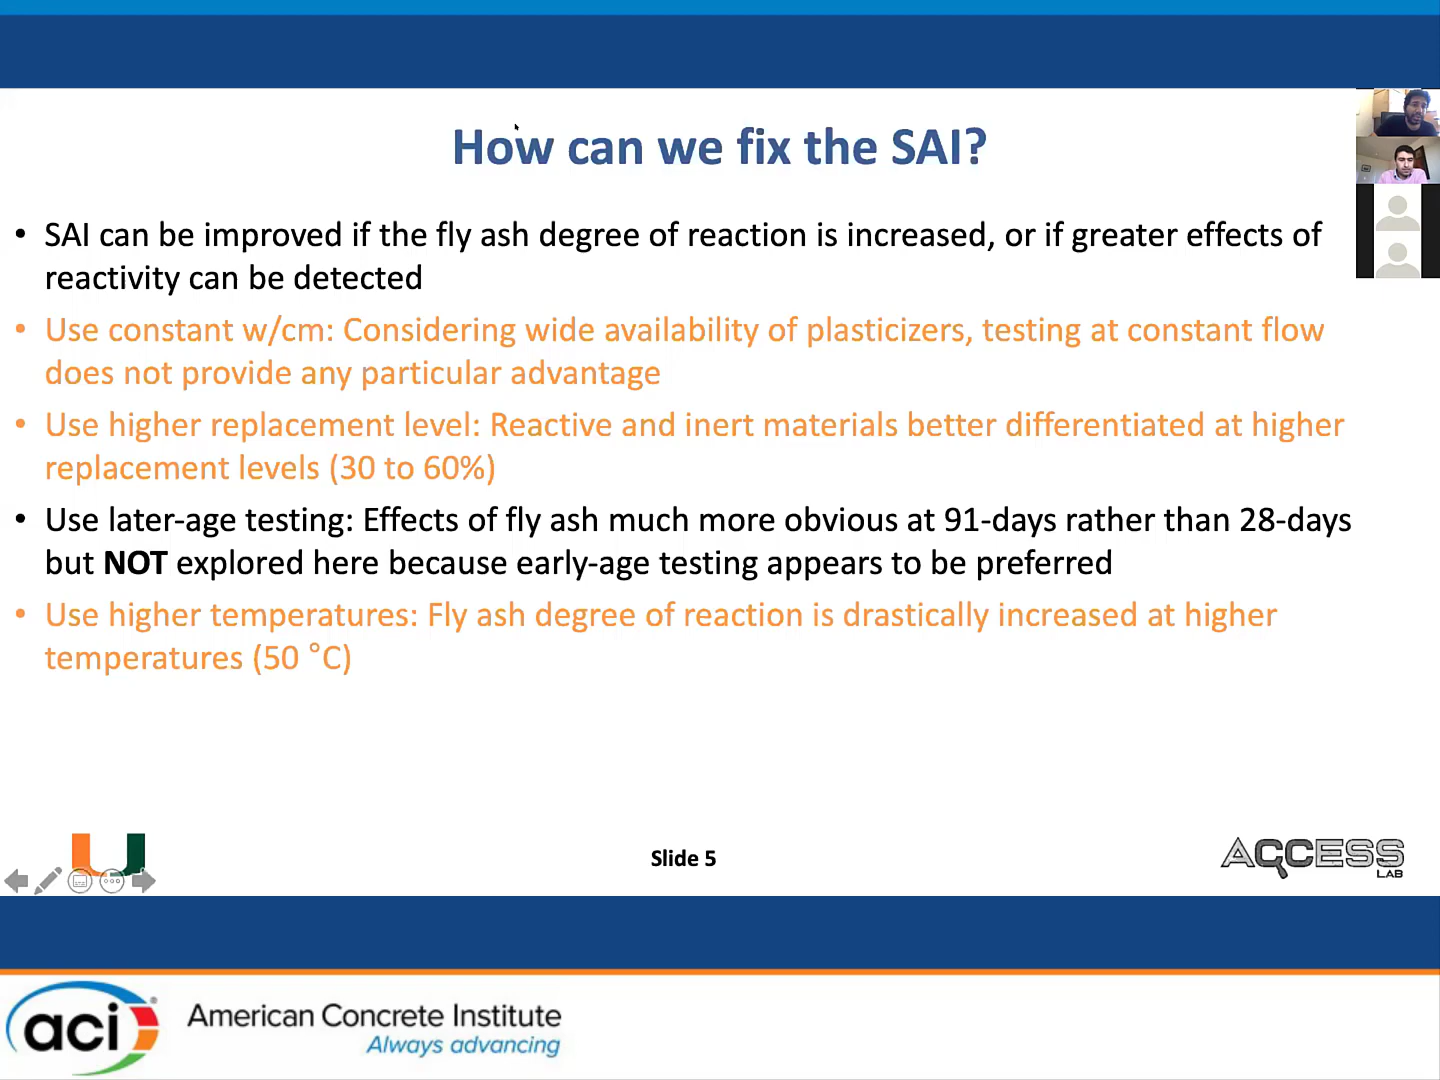 How can we fix the SAI?
• SAI can be improved if the fly ash degree of reaction is increased, or if greater effects of
reactivity can be detected
• Use constant w/cm: Considering wide availability of plasticizers, testing at constant flow
does not provide any particular advantage
• Use higher replacement level: Reactive and inert materials better differentiated at higher
replacement levels (30 to 60%)
• Use later-age testing: Effects of fly ash much more obvious at 91-days rather than 28-days
but NOT explored here because early-age testing appears to be preferred
• Use higher temperatures: Fly ash degree of reaction is drastically increased at higher
temperatures (50 °C)
Slide 5
ACCESS
LAB
aci
American Concrete Institute
Always advancing